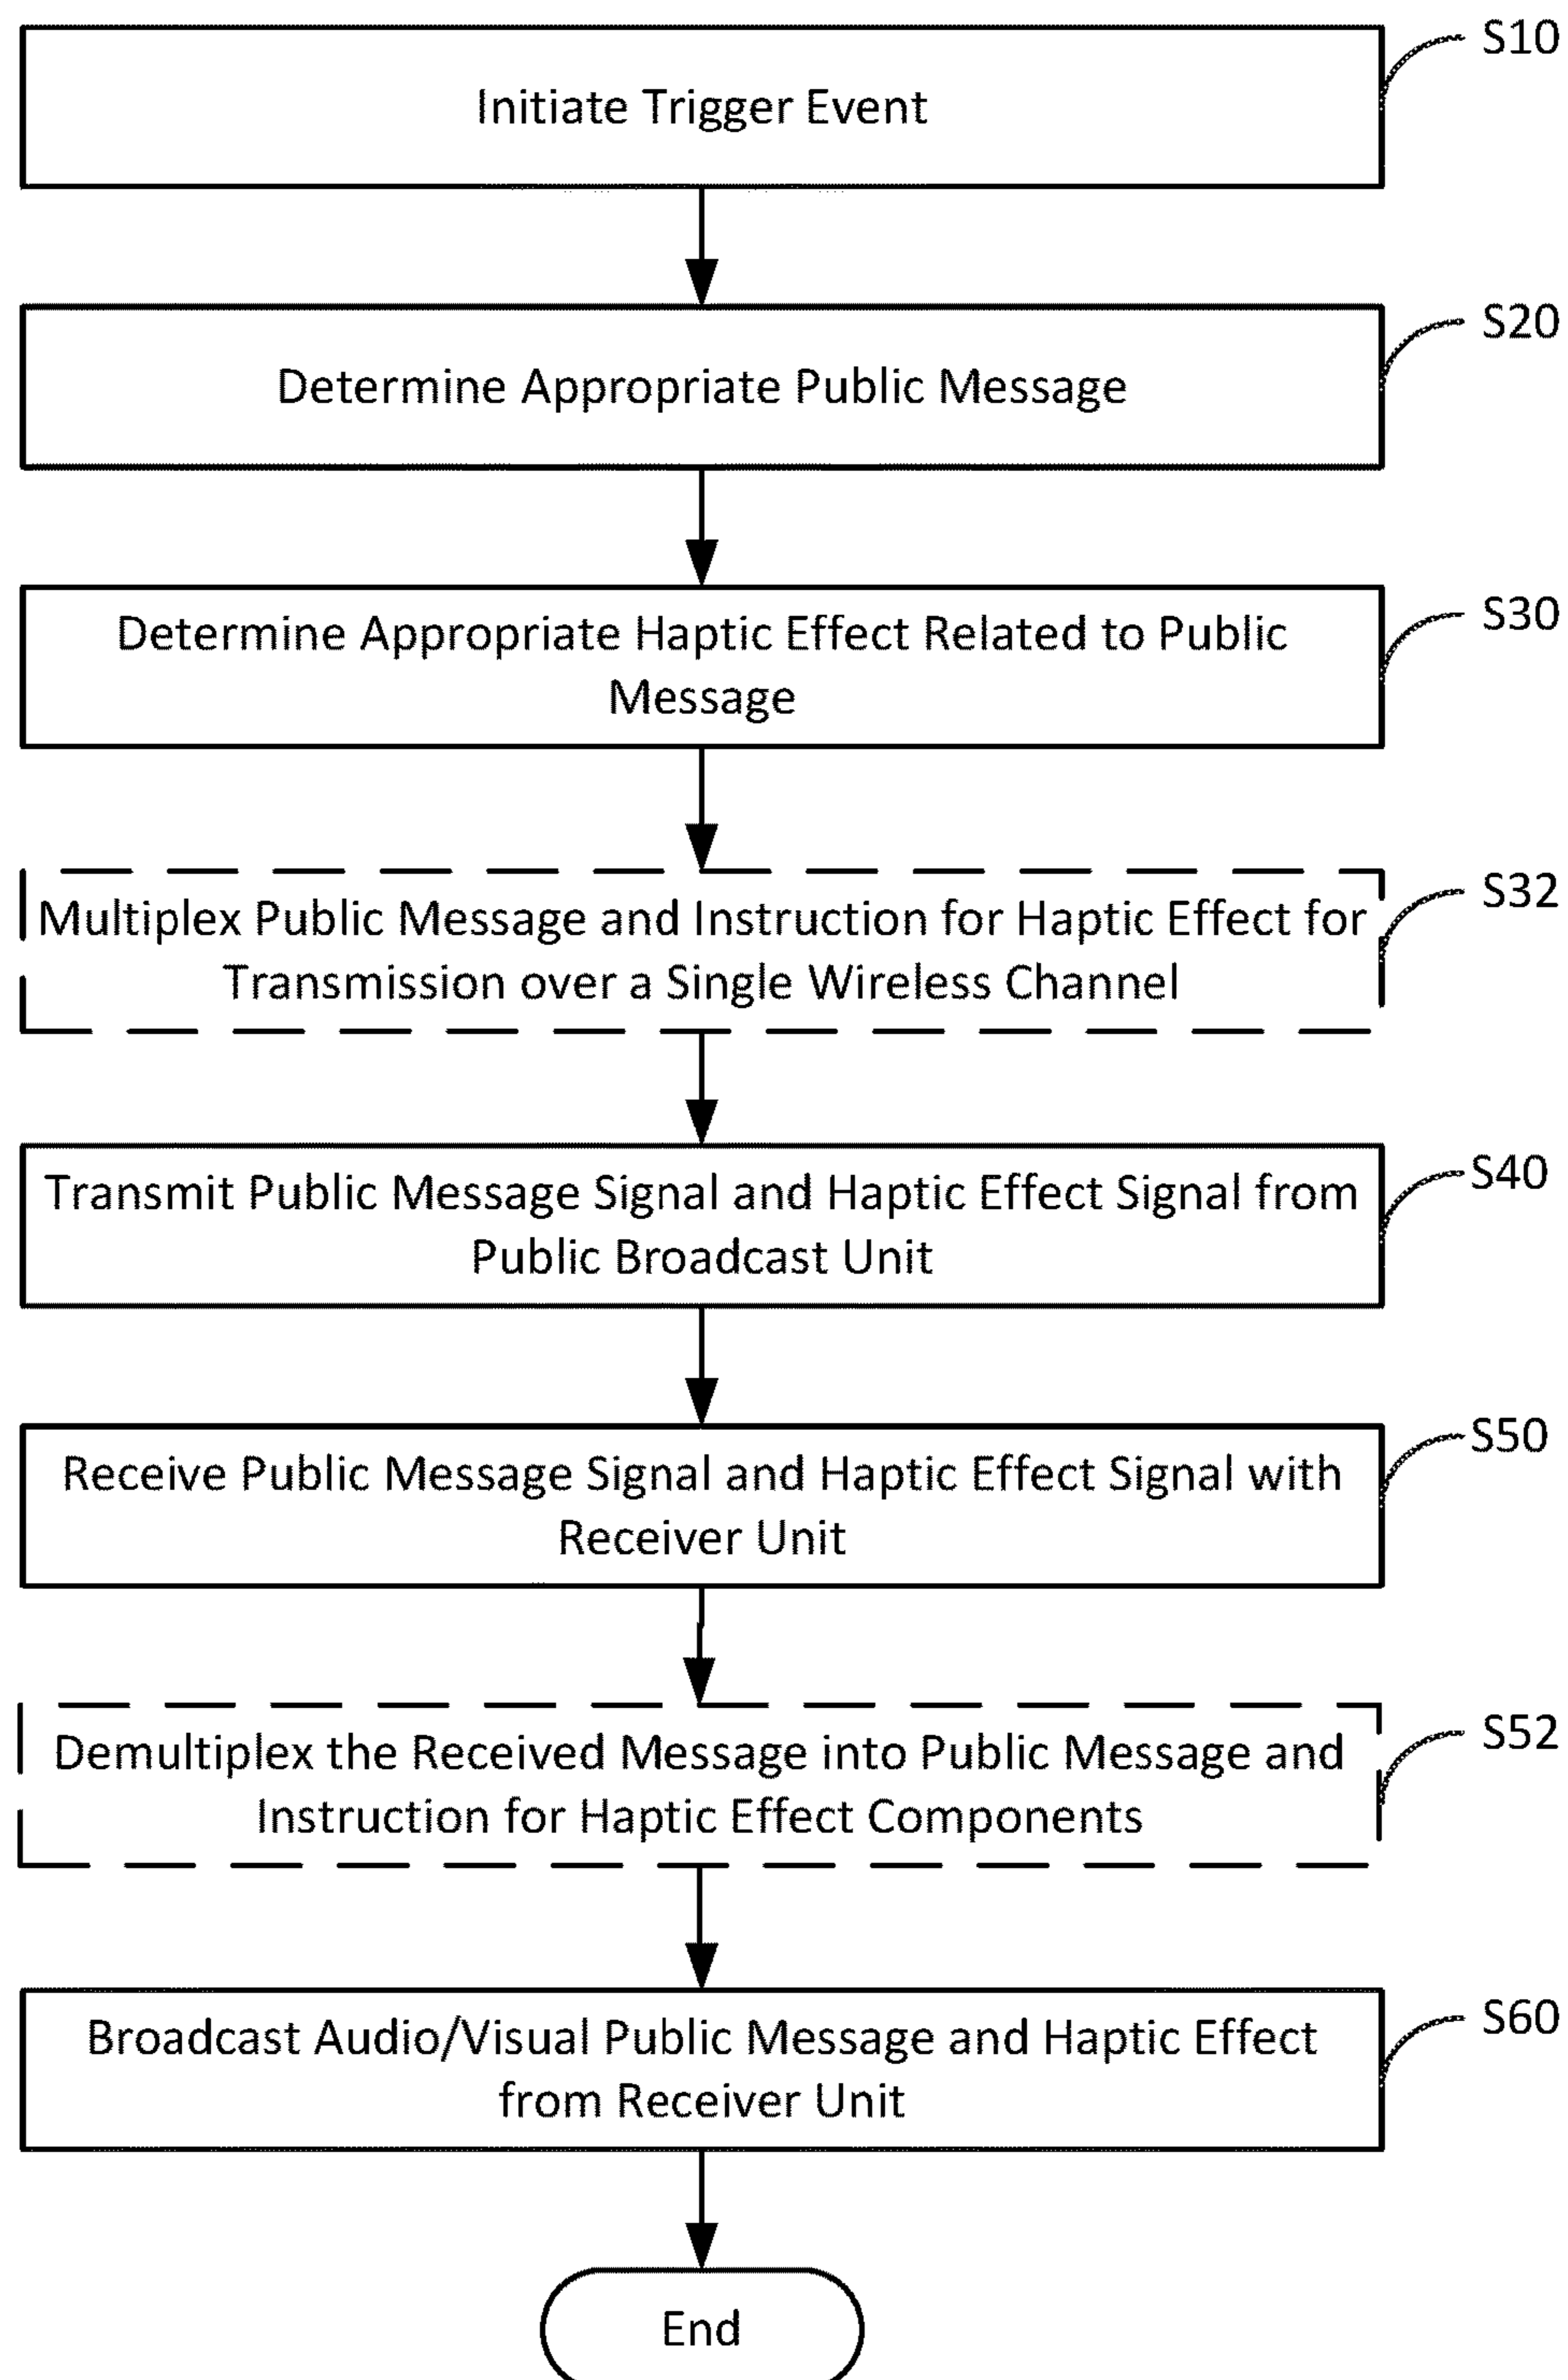 Initiate Trigger Event
S10
Determine Appropriate Public Message
S20
Determine Appropriate Haptic Effect Related to Public
Message
S30
Multiplex Public Message and Instruction for Haptic Effect for
Transmission over a Single Wireless Channel
S32
Transmit Public Message Signal and Haptic Effect Signal from
Public Broadcast Unit
S40
Receive Public Message Signal and Haptic Effect Signal with
Receiver Unit
S50
Demultiplex the Received Message into Public Message and
Instruction for Haptic Effect Components
S52
Broadcast Audio/Visual Public Message and Haptic Effect
from Receiver Unit
S60
End